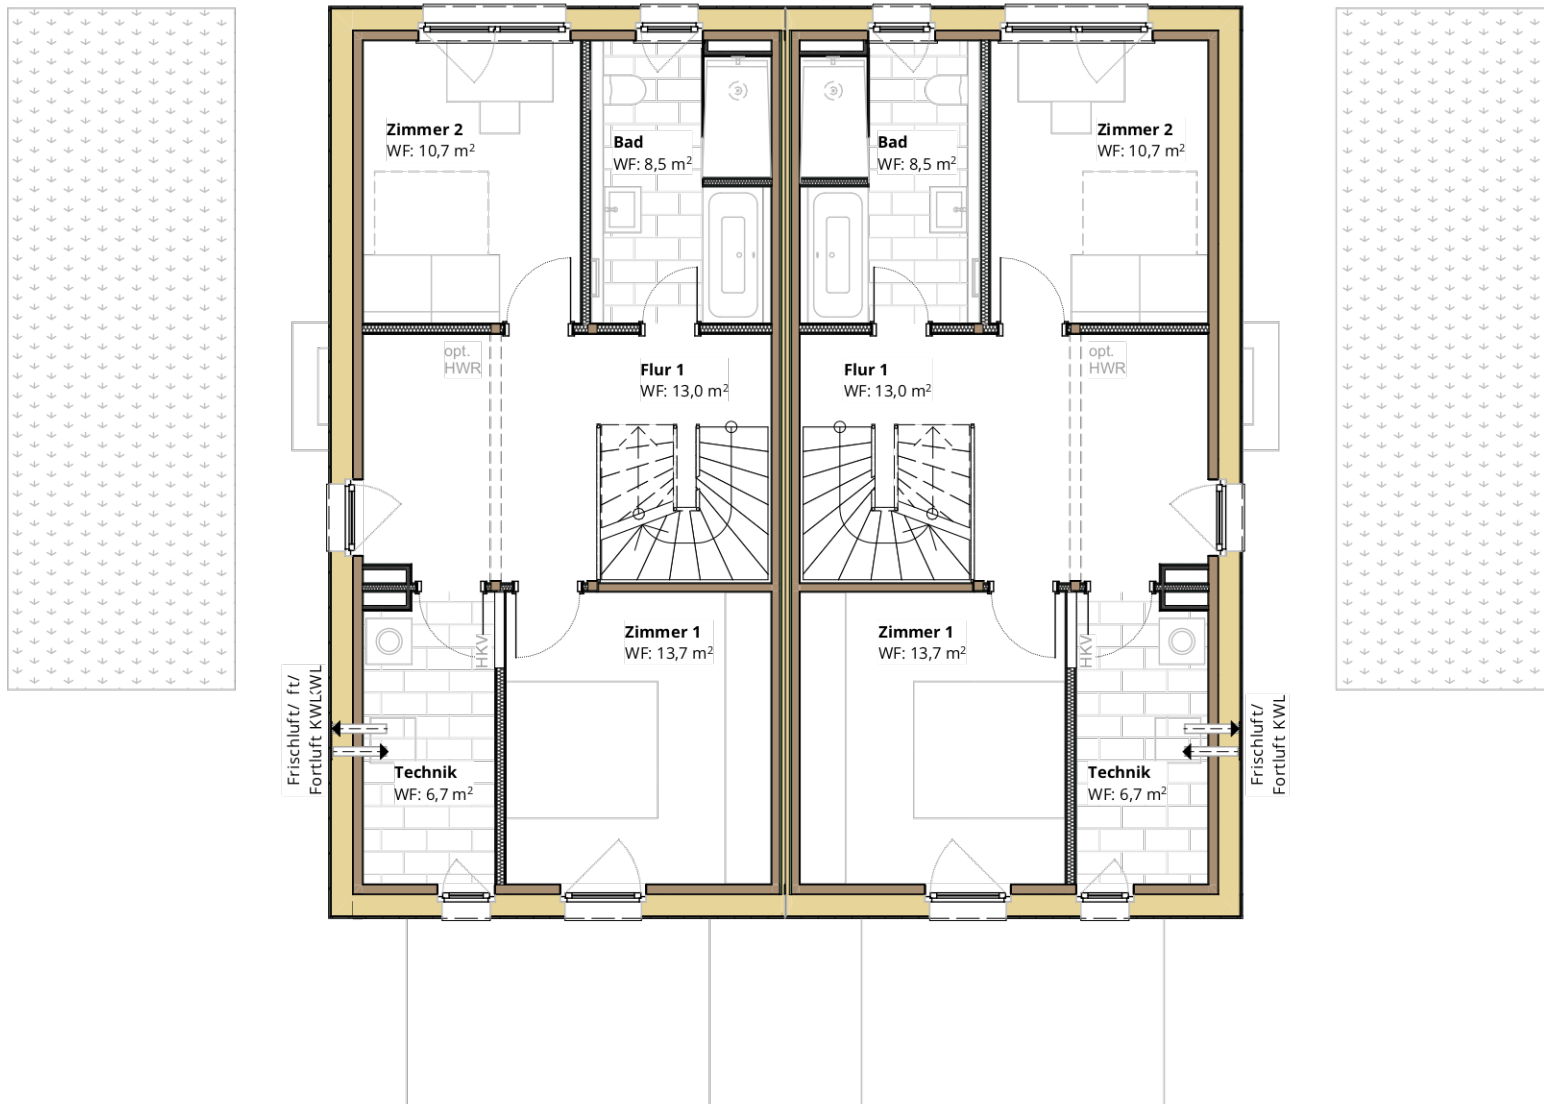 Zimmer 2
WF: 10,7 m²
Bad
WF: 8,5 m²
Bad
WF: 8,5 m²
Zimmer 2
WF: 10,7 m²
opt.
HWR
Flur 1
WF: 13,0 m²
Flur 1
WF: 13,0 m²
opt.
HWR
Zimmer 1
WF: 13,7 m²
Zimmer 1
WF: 13,7 m²
HKV
HKV
Frischluft/ ft/
Fortluft KWL
Frischluft/
Fortluft KWL
Technik
WF: 6,7 m²
Technik
WF: 6,7 m²